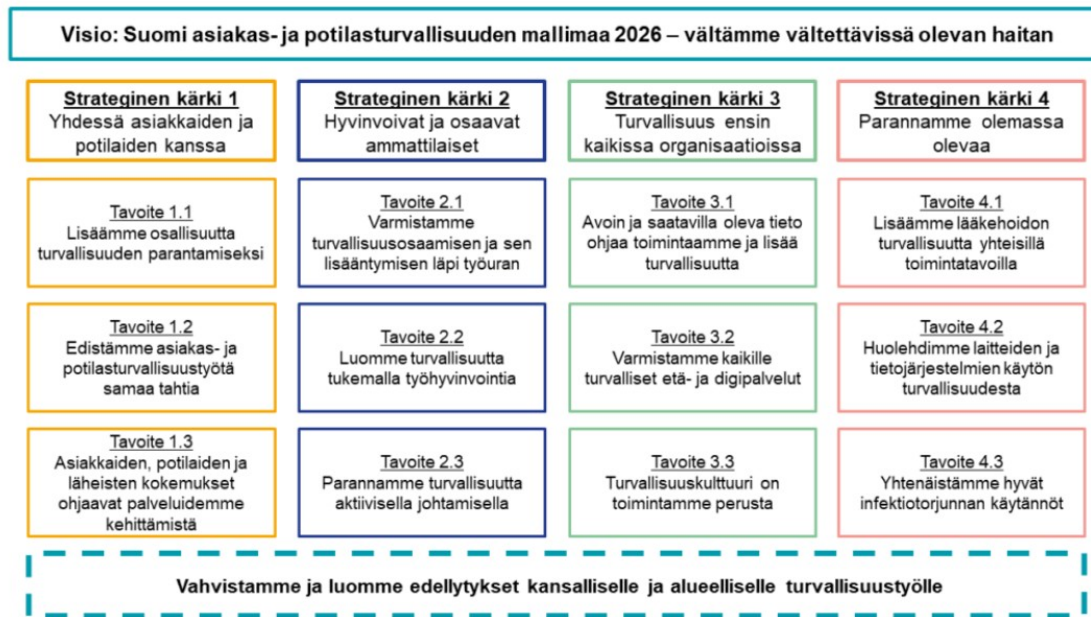 Visio: Suomi asiakas- ja potilasturvallisuuden mallimaa 2026 – vältämme vältettävissä olevan haitan
Strateginen kärki 1
Yhdessä asiakkaiden ja
potilaiden kanssa
Tavoite 1.1
Lisäämme osallisuutta
turvallisuuden parantamiseksi
Tavoite 1.2
Edistämme asiakas- ja
potilasturvallisuustyötä
samaa tahtia
Tavoite 1.3
Asiakkaiden, potilaiden ja
läheisten kokemukset
ohjaavat palveluidemme
kehittämistä
Strateginen kärki 2
Hyvinvoivat ja osaavat
ammattilaiset
Tavoite 2.1
Varmistamme
turvallisuusosaamisen ja sen
lisääntymisen läpi työuran
Tavoite 2.2
Luomme turvallisuutta
tukemalla työhyvinvointia
Tavoite 2.3
Parannamme turvallisuutta
aktiivisella johtamisella
Strateginen kärki 3
Turvallisuus ensin
kaikissa organisaatioissa
Tavoite 3.1
Avoin ja saatavilla oleva tieto
ohjaa toimintaamme ja lisää
turvallisuutta
Tavoite 3.2
Varmistamme kaikille
turvalliset etä- ja digipalvelut
Tavoite 3.3
Turvallisuuskulttuuri on
toimintamme perusta
Strateginen kärki 4
Parannamme olemassa
olevaa
Tavoite 4.1
Lisäämme lääkehoidon
turvallisuutta yhteisillä
toimintatavoilla
Tavoite 4.2
Huolehdimme laitteiden ja
tietojärjestelmien käytön
turvallisuudesta
Tavoite 4.3
Yhtenäistämme hyvät
infektiotorjunnan käytännöt
Vahvistamme ja luomme edellytykset kansalliselle ja alueelliselle turvallisuustyölle